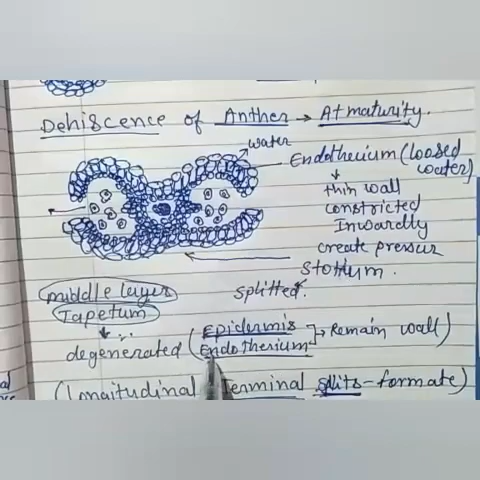 Dehiscence of Anther → At maturity.
water
Endothecium (loosed water)
↓
thin wall
constricted
Inwardly
create pressur
Stomium.
splitted.
middle layer
Tapetum
↓
degenerated (Epidermis
Endothecium] → Remain wall)
(Longitudinal Terminal splits-formate)